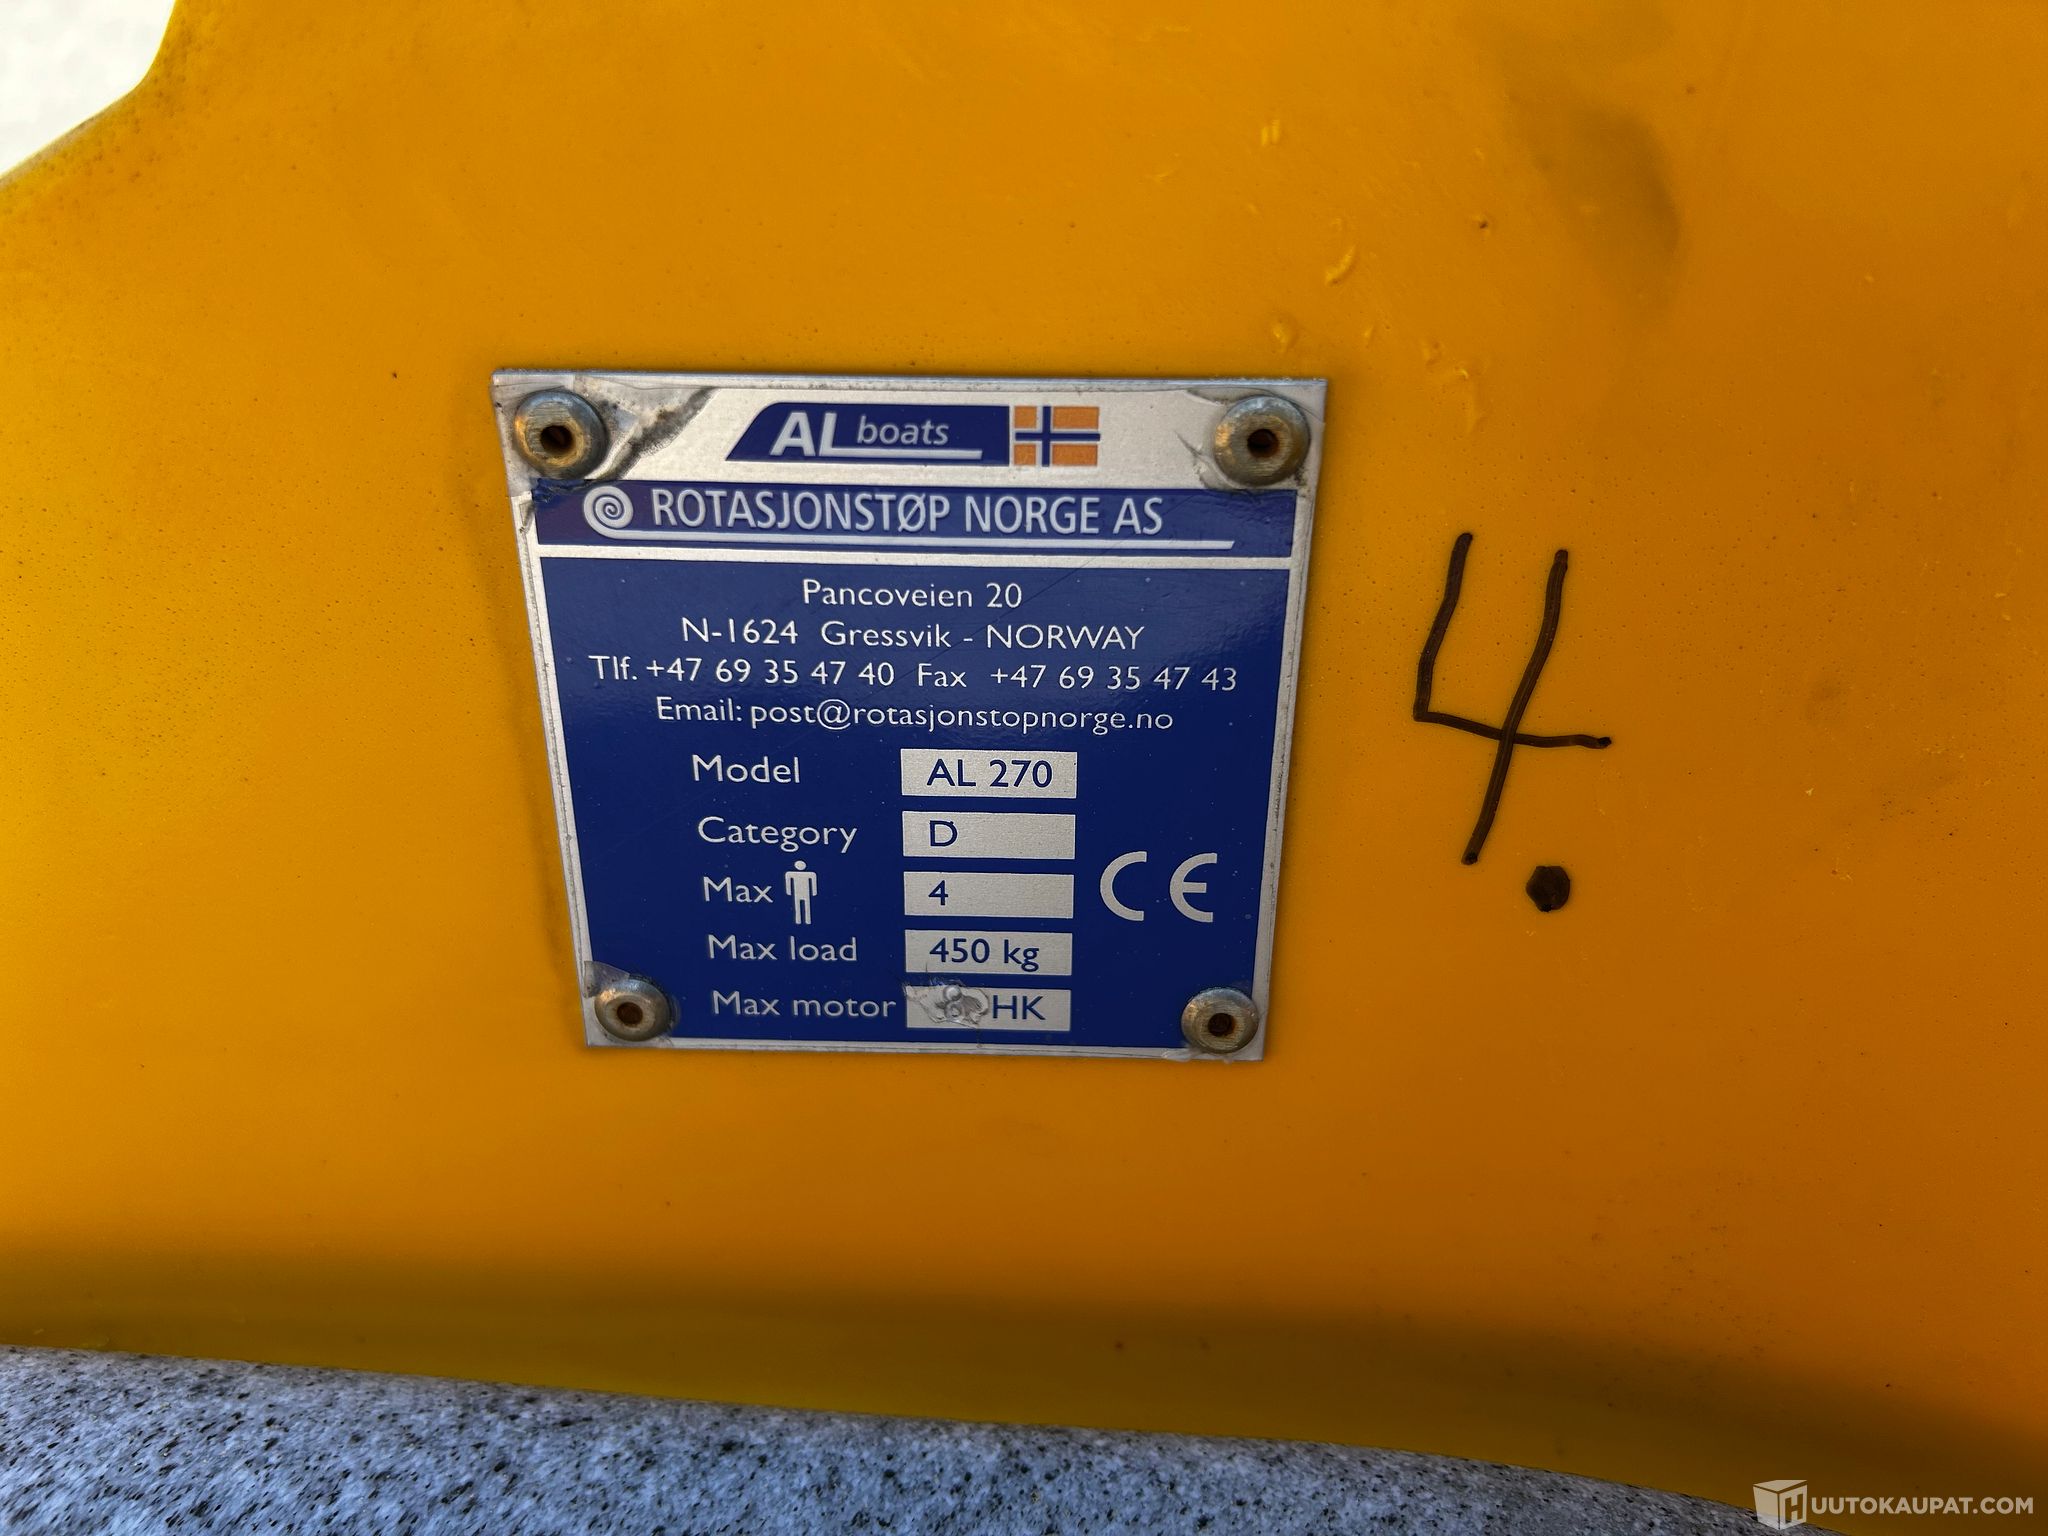 AL boats
ROTASJONSTØP NORGE AS
Pancoveien 20
N-1624 Gressvik - NORWAY
Tlf. +47 69 35 47 40 Fax +47 69 35 47 43
Email: post@rotasjonstopnorge.no
Model AL 270
Category D
Max 4
CE
Max load 450 kg
Max motor HK
4.
HUUTOKAUPAT.COM